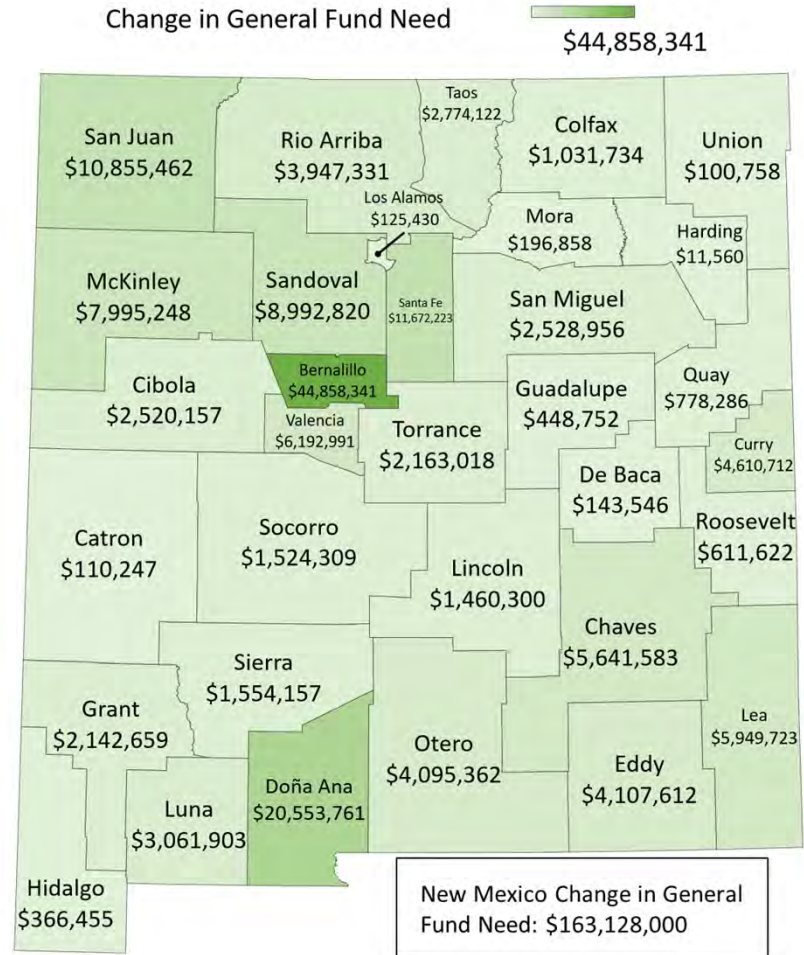 Change in General Fund Need
$44,858,341
Taos
$2,774,122
San Juan
$10,855,462
Rio Arriba
$3,947,331
Colfax
$1,031,734
Union
$100,758
Los Alamos
$125,430
Mora
$196,858
Harding
$11,560
McKinley
$7,995,248
Sandoval
$8,992,820
Santa Fe
$11,672,223
San Miguel
$2,528,956
Cibola
$2,520,157
Bernalillo
$44,858,341
Valencia
$6,192,991
Torrance
$2,163,018
Guadalupe
$448,752
Quay
$778,286
Curry
$4,610,712
De Baca
$143,546
Roosevelt
$611,622
Catron
$110,247
Socorro
$1,524,309
Lincoln
$1,460,300
Chaves
$5,641,583
Sierra
$1,554,157
Grant
$2,142,659
Lea
$5,949,723
Otero
$4,095,362
Eddy
$4,107,612
Doña Ana
$20,553,761
Luna
$3,061,903
Hidalgo
$366,455
New Mexico Change in General
Fund Need: $163,128,000